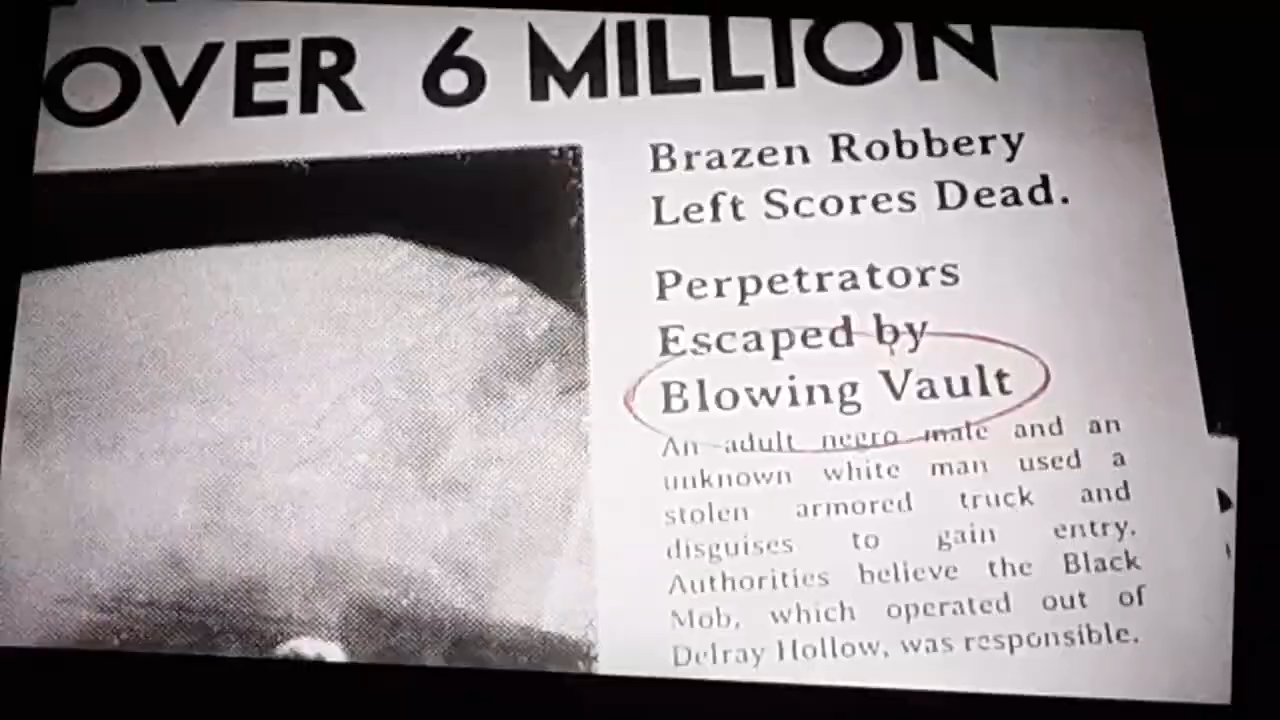 OVER 6 MILLION
Brazen Robbery
Left Scores Dead.
Perpetrators
Escaped by
Blowing Vault
An adult negro male and an
unknown white man used a
stolen armored truck and
disguises to gain entry.
Authorities believe the Black
Mob, which operated out of
Delray Hollow, was responsible.